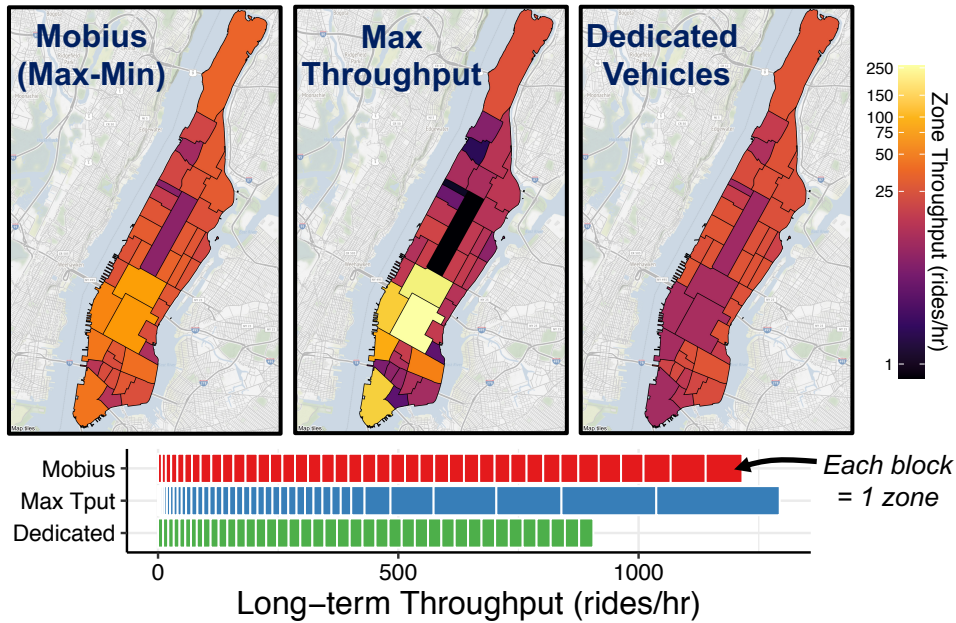 Mobius
(Max-Min)
Max
Throughput
Dedicated
Vehicles
250
150
100
75
50
25
1
Zone Throughput (rides/hr)
Map tiles
Map tiles
Map tiles
Mobius
Max Tput
Dedicated
Each block
= 1 zone
0
500
1000
Long−term Throughput (rides/hr)